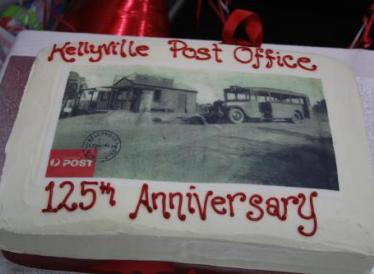 Kellyville Post Office
POST
125th Anniversary